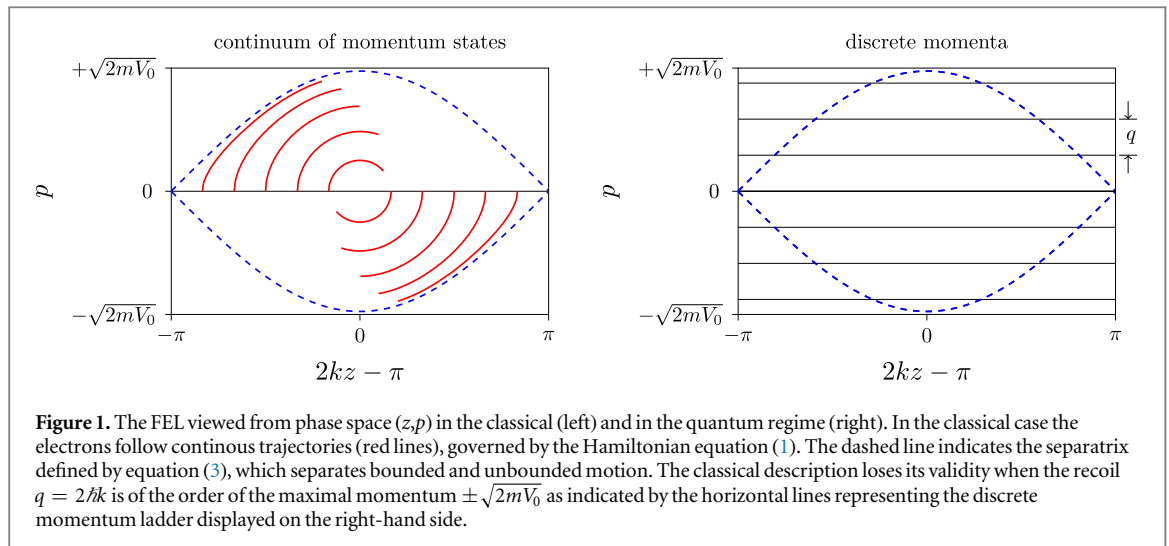 continuum of momentum states
discrete momenta
+√2mV₀
p
0
−√2mV₀
−π
0
π
2kz − π
+√2mV₀
p
0
−√2mV₀
−π
0
π
2kz − π
q
Figure 1. The FEL viewed from phase space (z,p) in the classical (left) and in the quantum regime (right). In the classical case the
electrons follow continous trajectories (red lines), governed by the Hamiltonian equation (1). The dashed line indicates the separatrix
defined by equation (3), which separates bounded and unbounded motion. The classical description loses its validity when the recoil
q = 2ℏk is of the order of the maximal momentum ±√2mV₀ as indicated by the horizontal lines representing the discrete
momentum ladder displayed on the right-hand side.